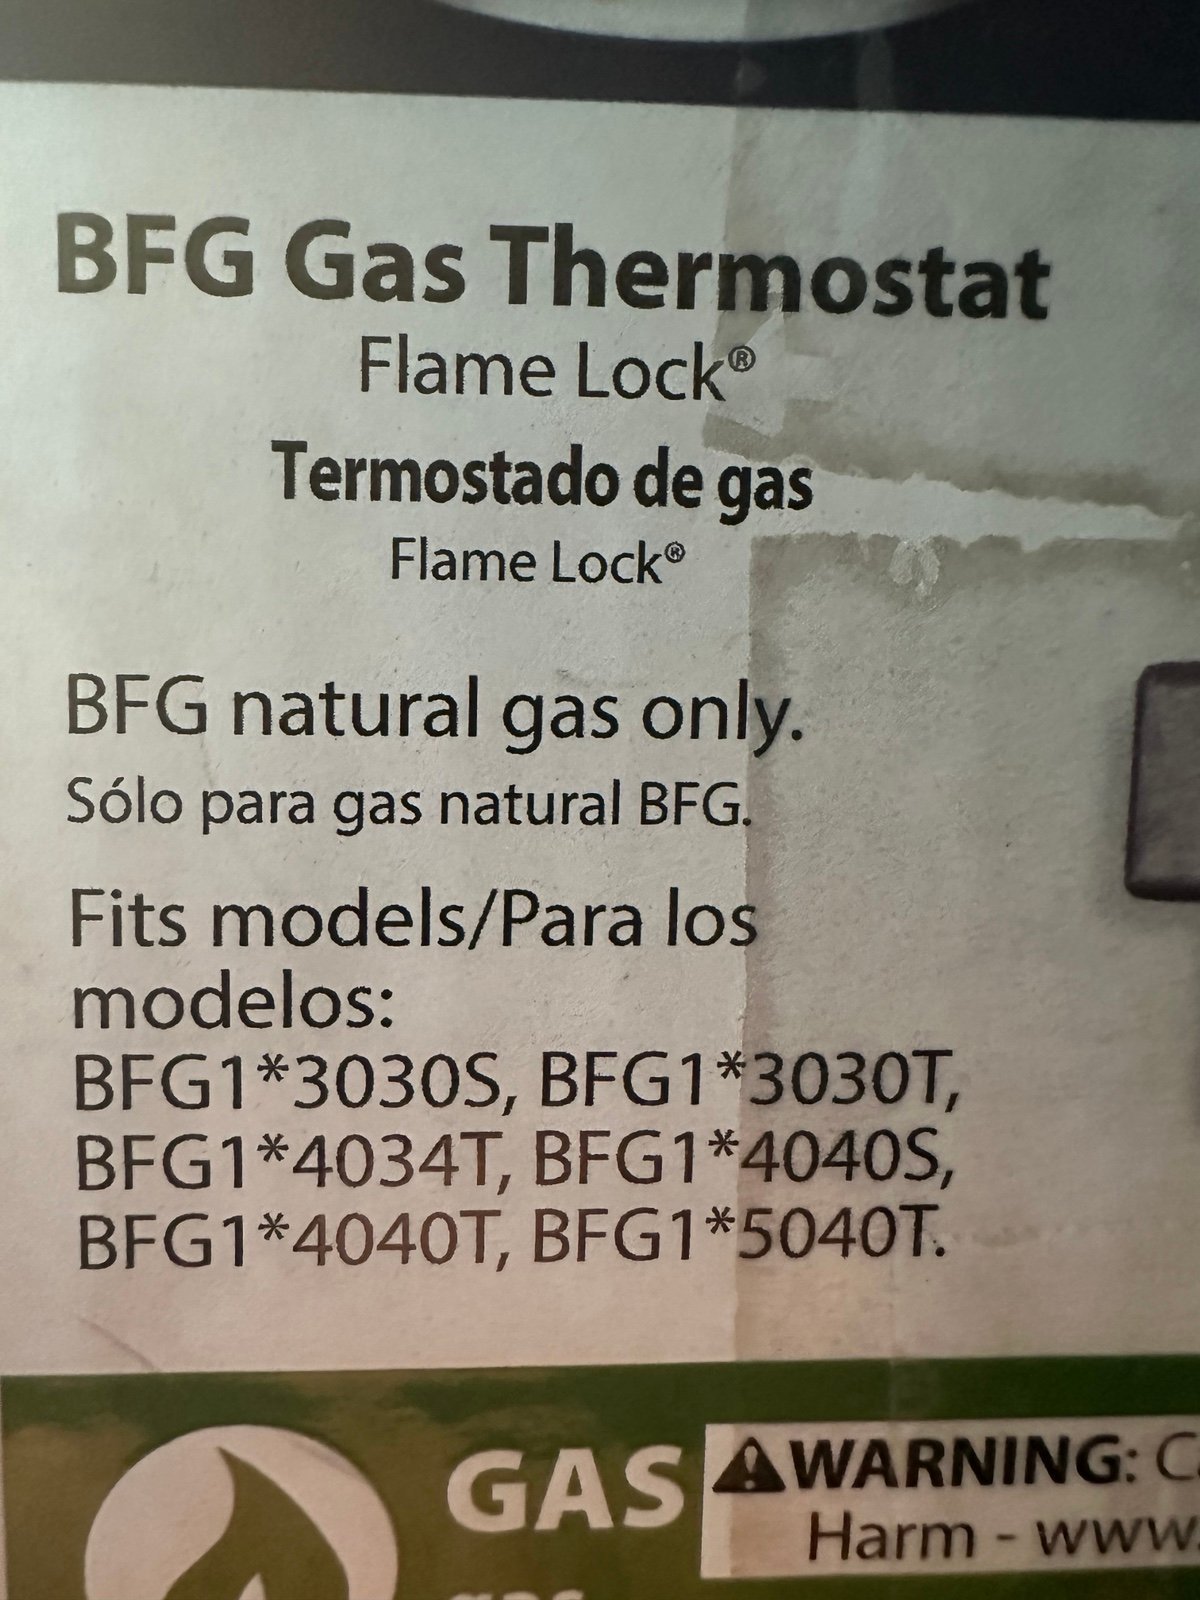 BFG Gas Thermostat
Flame Lock®
Termostado de gas
Flame Lock®
BFG natural gas only.
Sólo para gas natural BFG.
Fits models/Para los
modelos:
BFG1*3030S, BFG1*3030T,
BFG1*4034T, BFG1*4040S,
BFG1*4040T, BFG1*5040T.
GAS
WARNING:
Harm - www.